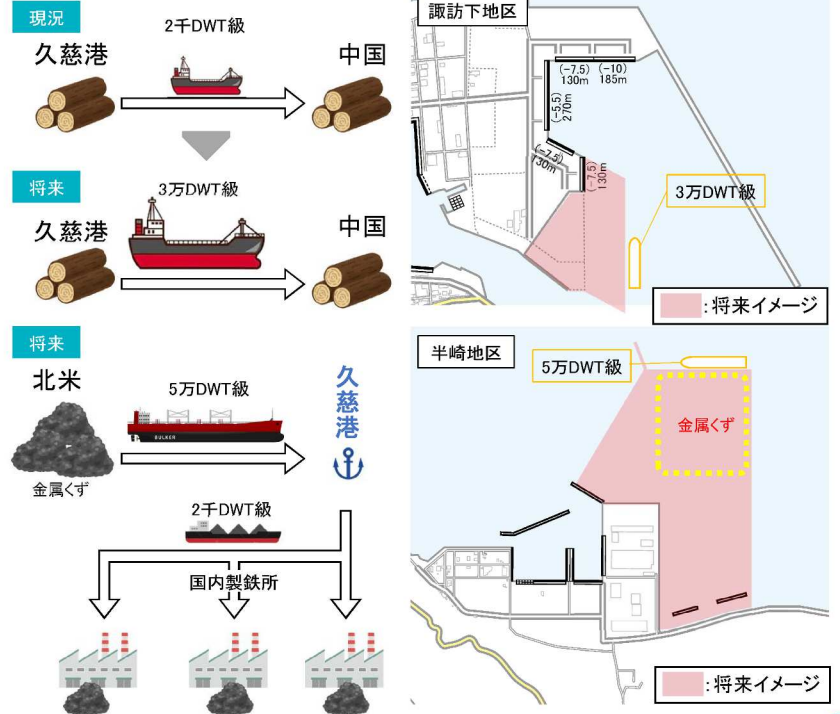 現況
2千DWT級
久慈港
中国
将来
3万DWT級
久慈港
中国
将来
北米
5万DWT級
久慈港
BULKER
金属くず
2千DWT級
国内製鉄所
諏訪下地区
(-7.5)
130m
(-10)
185m
(-5.5)
270m
(-7.5)
130m
(-7.5)
130m
3万DWT級
:将来イメージ
半崎地区
5万DWT級
金属くず
:将来イメージ